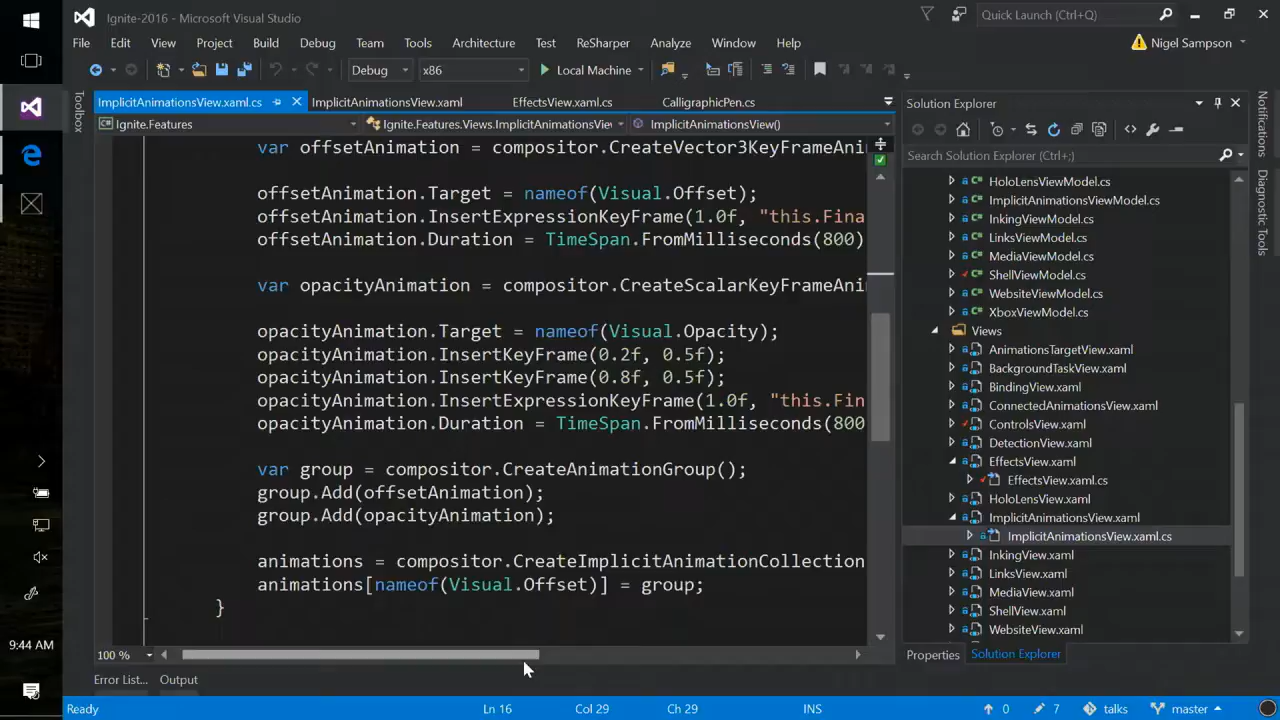 Ignite-2016 - Microsoft Visual Studio
Quick Launch (Ctrl+Q)
File Edit View Project Build Debug Team Tools Architecture Test ReSharper Analyze Window Help
Nigel Sampson
Debug x86 Local Machine
Toolbox
ImplicitAnimationsView.xaml.cs ImplicitAnimationsView.xaml EffectsView.xaml.cs CalligraphicPen.cs
Ignite.Features Ignite.Features.Views.ImplicitAnimationsView ImplicitAnimationsView()
var offsetAnimation = compositor.CreateVector3KeyFrameAni
offsetAnimation.Target = nameof(Visual.Offset);
offsetAnimation.InsertExpressionKeyFrame(1.0f, "this.Fina
offsetAnimation.Duration = TimeSpan.FromMilliseconds(800)
var opacityAnimation = compositor.CreateScalarKeyFrameAni
opacityAnimation.Target = nameof(Visual.Opacity);
opacityAnimation.InsertKeyFrame(0.2f, 0.5f);
opacityAnimation.InsertKeyFrame(0.8f, 0.5f);
opacityAnimation.InsertExpressionKeyFrame(1.0f, "this.Fin
opacityAnimation.Duration = TimeSpan.FromMilliseconds(800
var group = compositor.CreateAnimationGroup();
group.Add(offsetAnimation);
group.Add(opacityAnimation);
animations = compositor.CreateImplicitAnimationCollection
animations[nameof(Visual.Offset)] = group;
}
100 %
Error List... Output
Solution Explorer
Search Solution Explorer (Ctrl+;)
HoloLensViewModel.cs
ImplicitAnimationsViewModel.cs
InkingViewModel.cs
LinksViewModel.cs
MediaViewModel.cs
ShellViewModel.cs
WebsiteViewModel.cs
XboxViewModel.cs
Views
AnimationsTargetView.xaml
BackgroundTaskView.xaml
BindingView.xaml
ConnectedAnimationsView.xaml
ControlsView.xaml
DetectionView.xaml
EffectsView.xaml
EffectsView.xaml.cs
HoloLensView.xaml
ImplicitAnimationsView.xaml
ImplicitAnimationsView.xaml.cs
InkingView.xaml
LinksView.xaml
MediaView.xaml
ShellView.xaml
WebsiteView.xaml
Properties Solution Explorer
Notifications
Diagnostic Tools
9:44 AM
Ready Ln 16 Col 29 Ch 29 INS 0 7 talks master